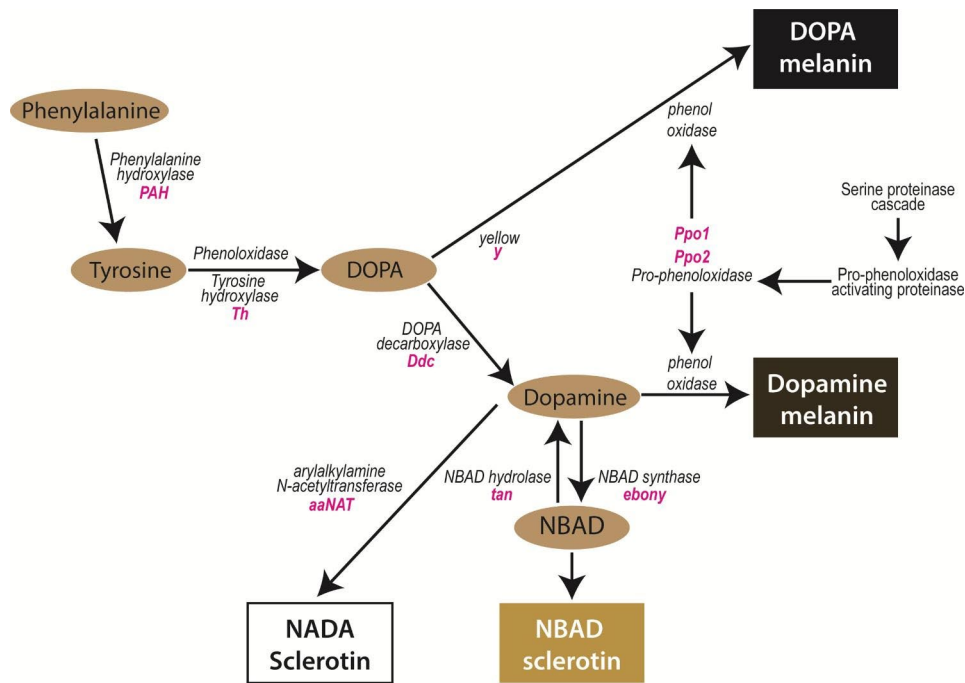 DOPA
melanin
Phenylalanine
phenol
oxidase
Phenylalanine
hydroxylase
PAH
Serine proteinase
cascade
yellow
y
Ppo1
Ppo2
Pro-phenoloxidase
Pro-phenoloxidase
activating proteinase
Tyrosine
Phenoloxidase
Tyrosine
hydroxylase
Th
DOPA
DOPA
decarboxylase
Ddc
phenol
oxidase
Dopamine
Dopamine
melanin
arylalkylamine
N-acetyltransferase
aaNAT
NBAD hydrolase
tan
NBAD synthase
ebony
NBAD
NADA
Sclerotin
NBAD
sclerotin